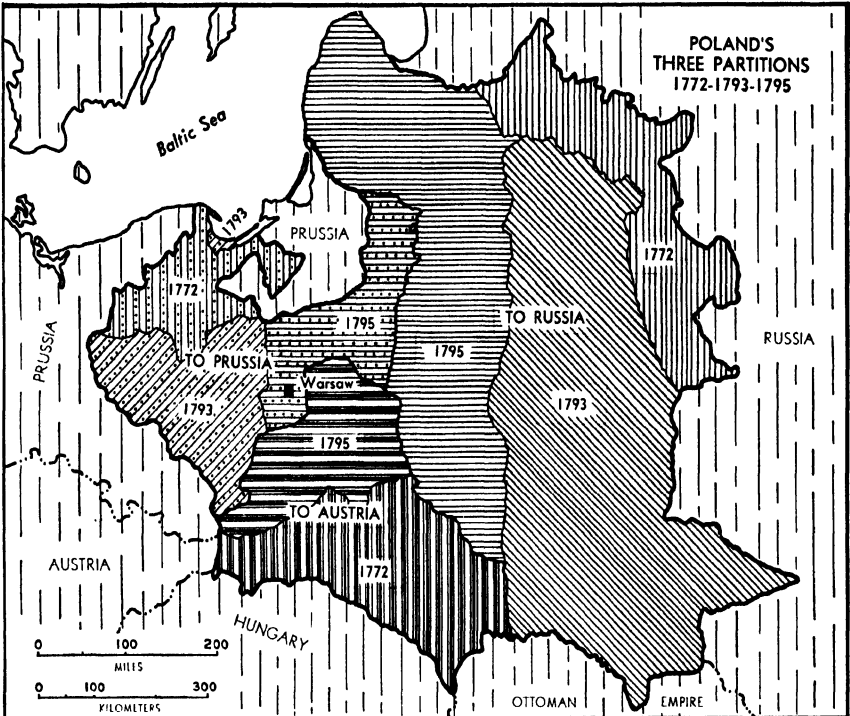 POLAND'S
THREE PARTITIONS
1772-1793-1795
Baltic Sea
1793
PRUSSIA
1772
1772
1795
TO RUSSIA
PRUSSIA
TO PRUSSIA
1795
RUSSIA
Warsaw
1793
1793
1795
TO AUSTRIA
AUSTRIA
1772
HUNGARY
0 200
MILES
0 100 300
KILOMETERS
OTTOMAN EMPIRE